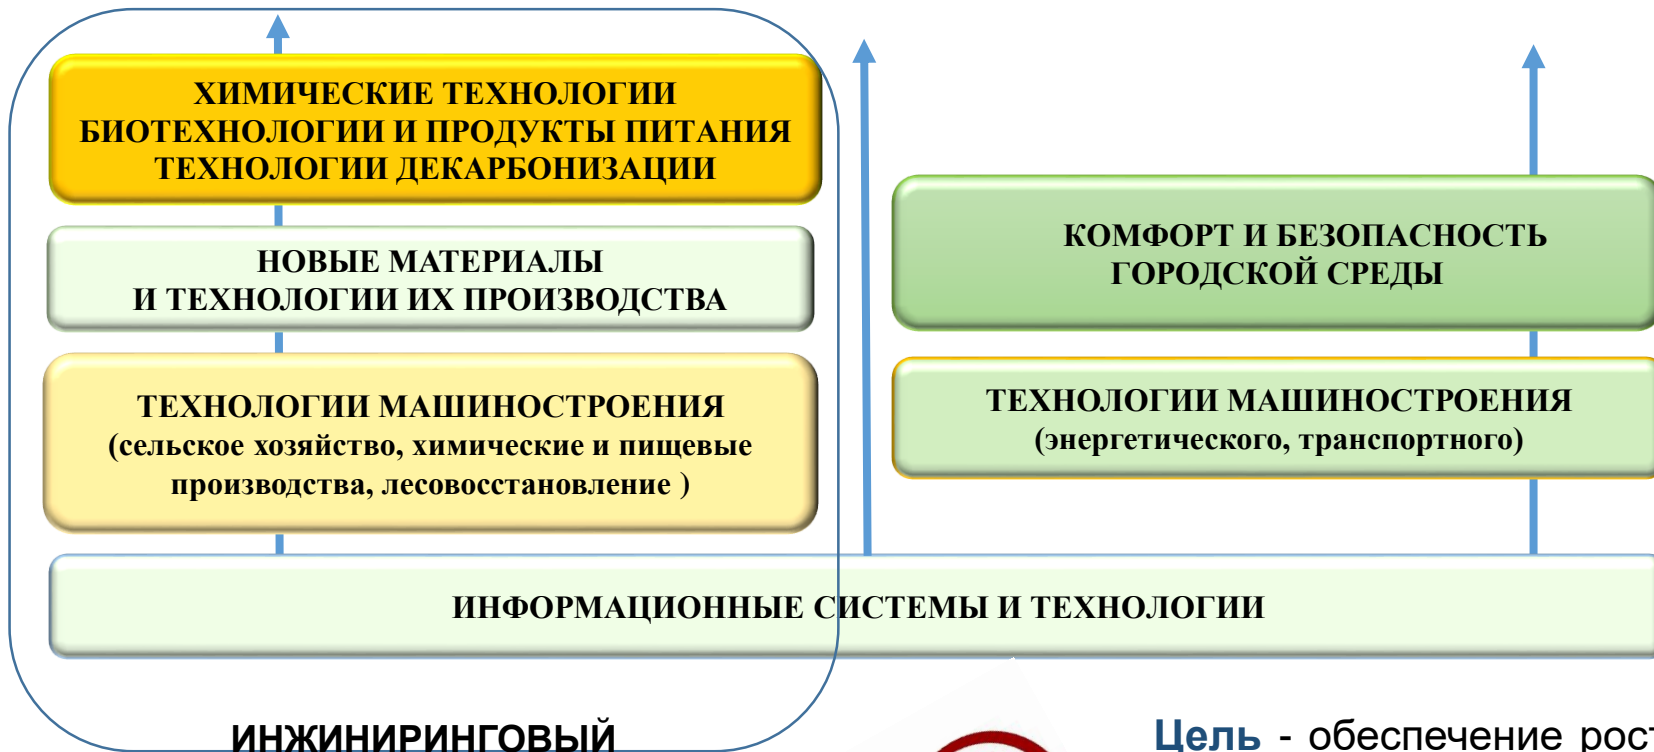 ХИМИЧЕСКИЕ ТЕХНОЛОГИИ
БИОТЕХНОЛОГИИ И ПРОДУКТЫ ПИТАНИЯ
ТЕХНОЛОГИИ ДЕКАРБОНИЗАЦИИ
НОВЫЕ МАТЕРИАЛЫ
И ТЕХНОЛОГИИ ИХ ПРОИЗВОДСТВА
ТЕХНОЛОГИИ МАШИНОСТРОЕНИЯ
(сельское хозяйство, химические и пищевые
производства, лесовосстановление )
КОМФОРТ И БЕЗОПАСНОСТЬ
ГОРОДСКОЙ СРЕДЫ
ТЕХНОЛОГИИ МАШИНОСТРОЕНИЯ
(энергетического, транспортного)
ИНФОРМАЦИОННЫЕ СИСТЕМЫ И ТЕХНОЛОГИИ
ИНЖИНИРИНГОВЫЙ
Цель - обеспечение рост